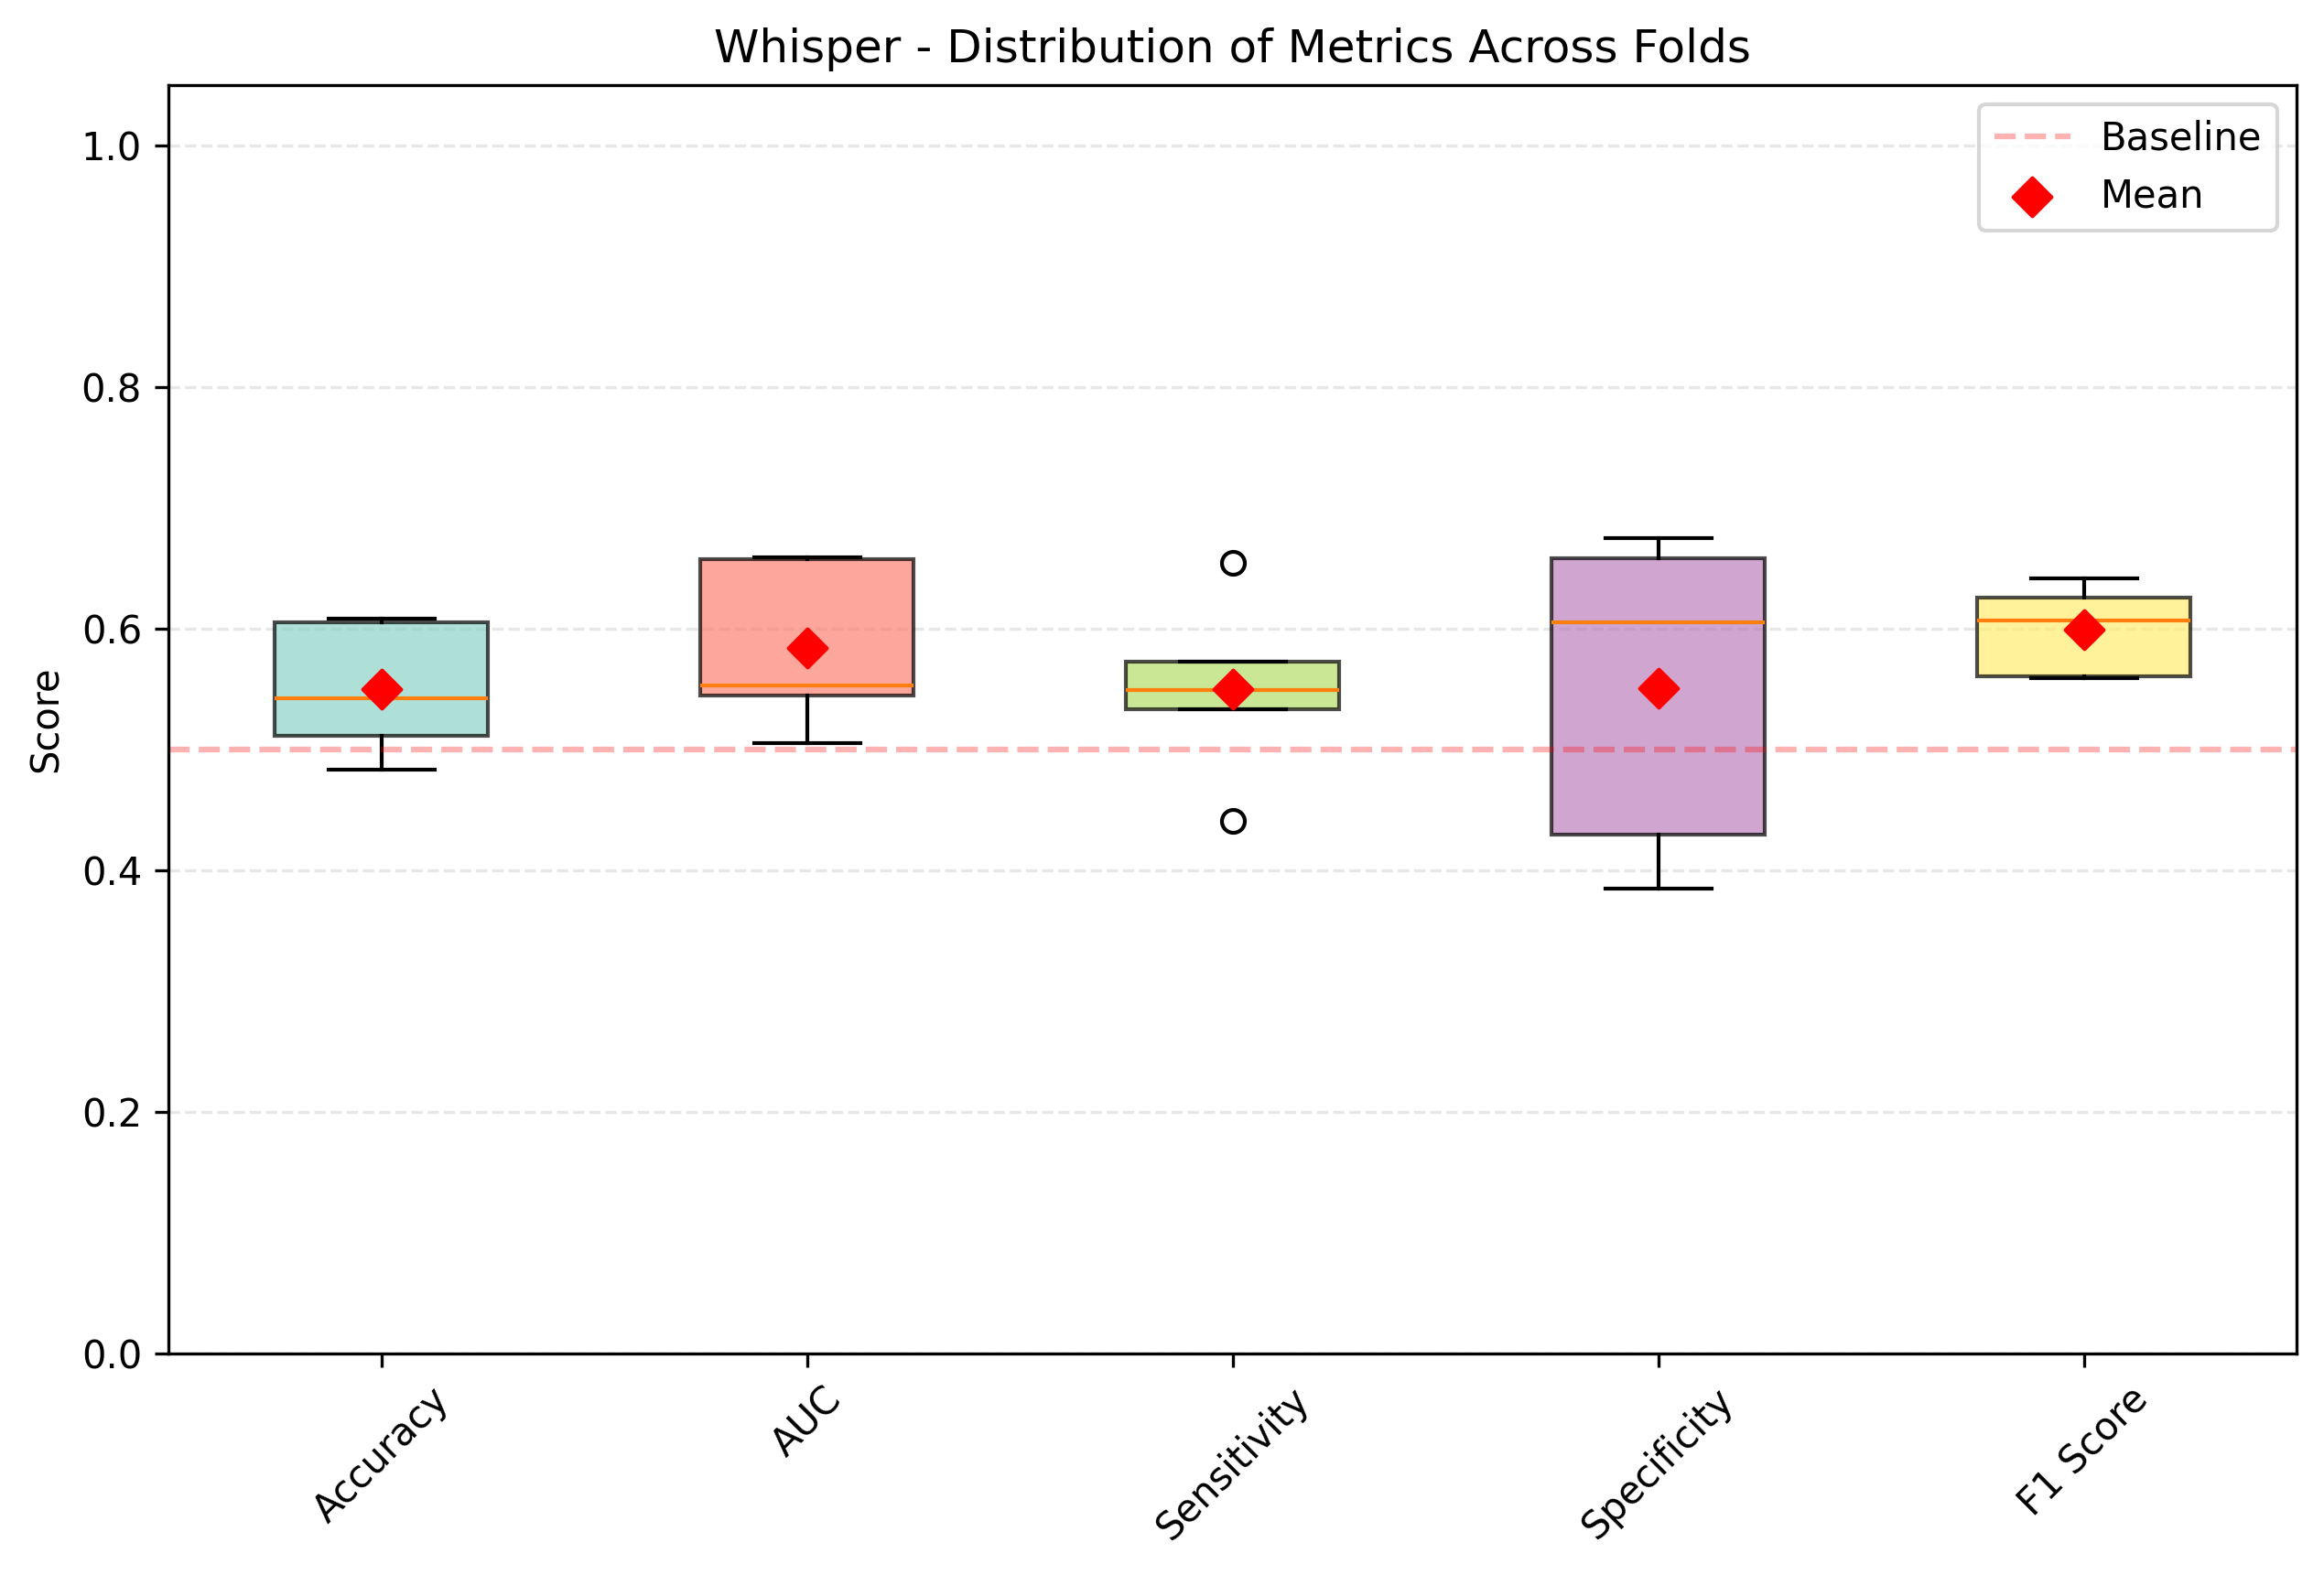 Whisper - Distribution of Metrics Across Folds
Baseline
Mean
Score
1.0
0.8
0.6
0.4
0.2
0.0
Accuracy
AUC
Sensitivity
Specificity
F1 Score